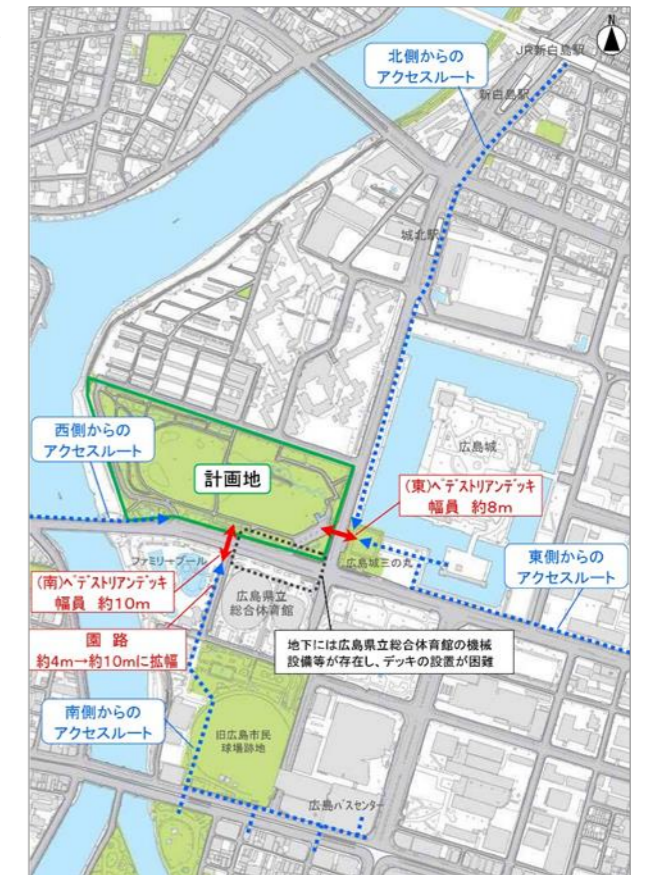 N
JR新白島駅
北側からの
アクセスルート
新白島駅
城北駅
西側からの
アクセスルート
計画地
広島城
(東)ペデストリアンデッキ
幅員 約8m
ファミリープール
広島城三の丸
東側からの
アクセスルート
(南)ペデストリアンデッキ
幅員 約10m
広島県立
総合体育館
園路
約4m→約10mに拡幅
地下には広島県立総合体育館の機械
設備等が存在し、デッキの設置が困難
南側からの
アクセスルート
旧広島市民
球場跡地
広島バスセンター